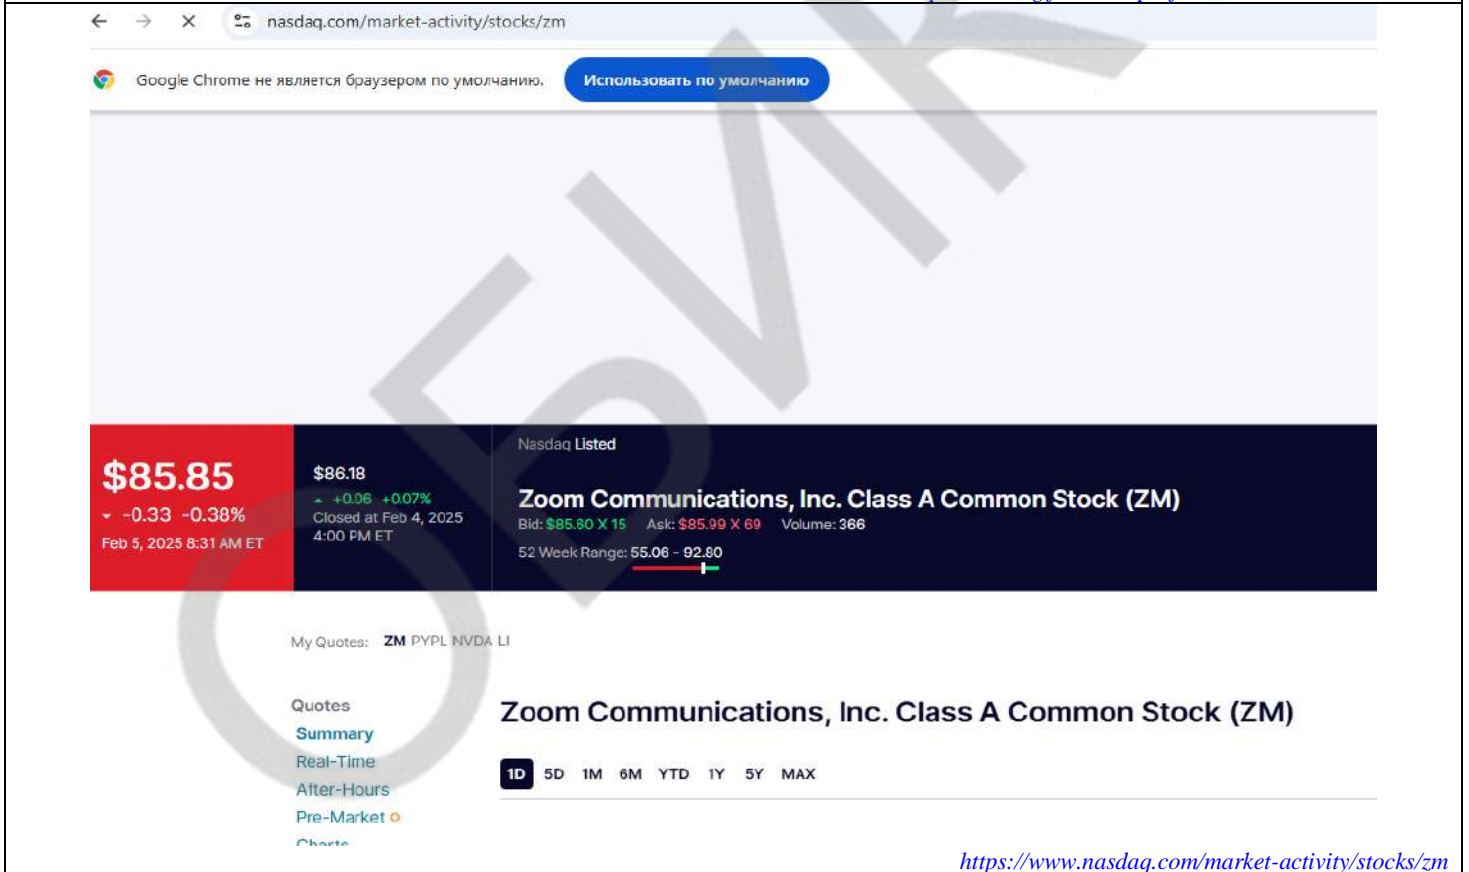 nasdaq.com/market-activity/stocks/zm
Google Chrome не является браузером по умолчанию. Использовать по умолчанию
ОБИК
$85.85
-0.33 -0.38%
Feb 5, 2025 8:31 AM ET
$86.18
+0.06 +0.07%
Closed at Feb 4, 2025
4:00 PM ET
Nasdaq Listed
Zoom Communications, Inc. Class A Common Stock (ZM)
Bid: $85.60 X 15 Ask: $85.99 X 69 Volume: 366
52 Week Range: 55.06 - 92.80
My Quotes: ZM PYPL NVDA LI
Quotes
Summary
Real-Time
After-Hours
Pre-Market
Charts
Zoom Communications, Inc. Class A Common Stock (ZM)
1D 5D 1M 6M YTD 1Y 5Y MAX
https://www.nasdaq.com/market-activity/stocks/zm